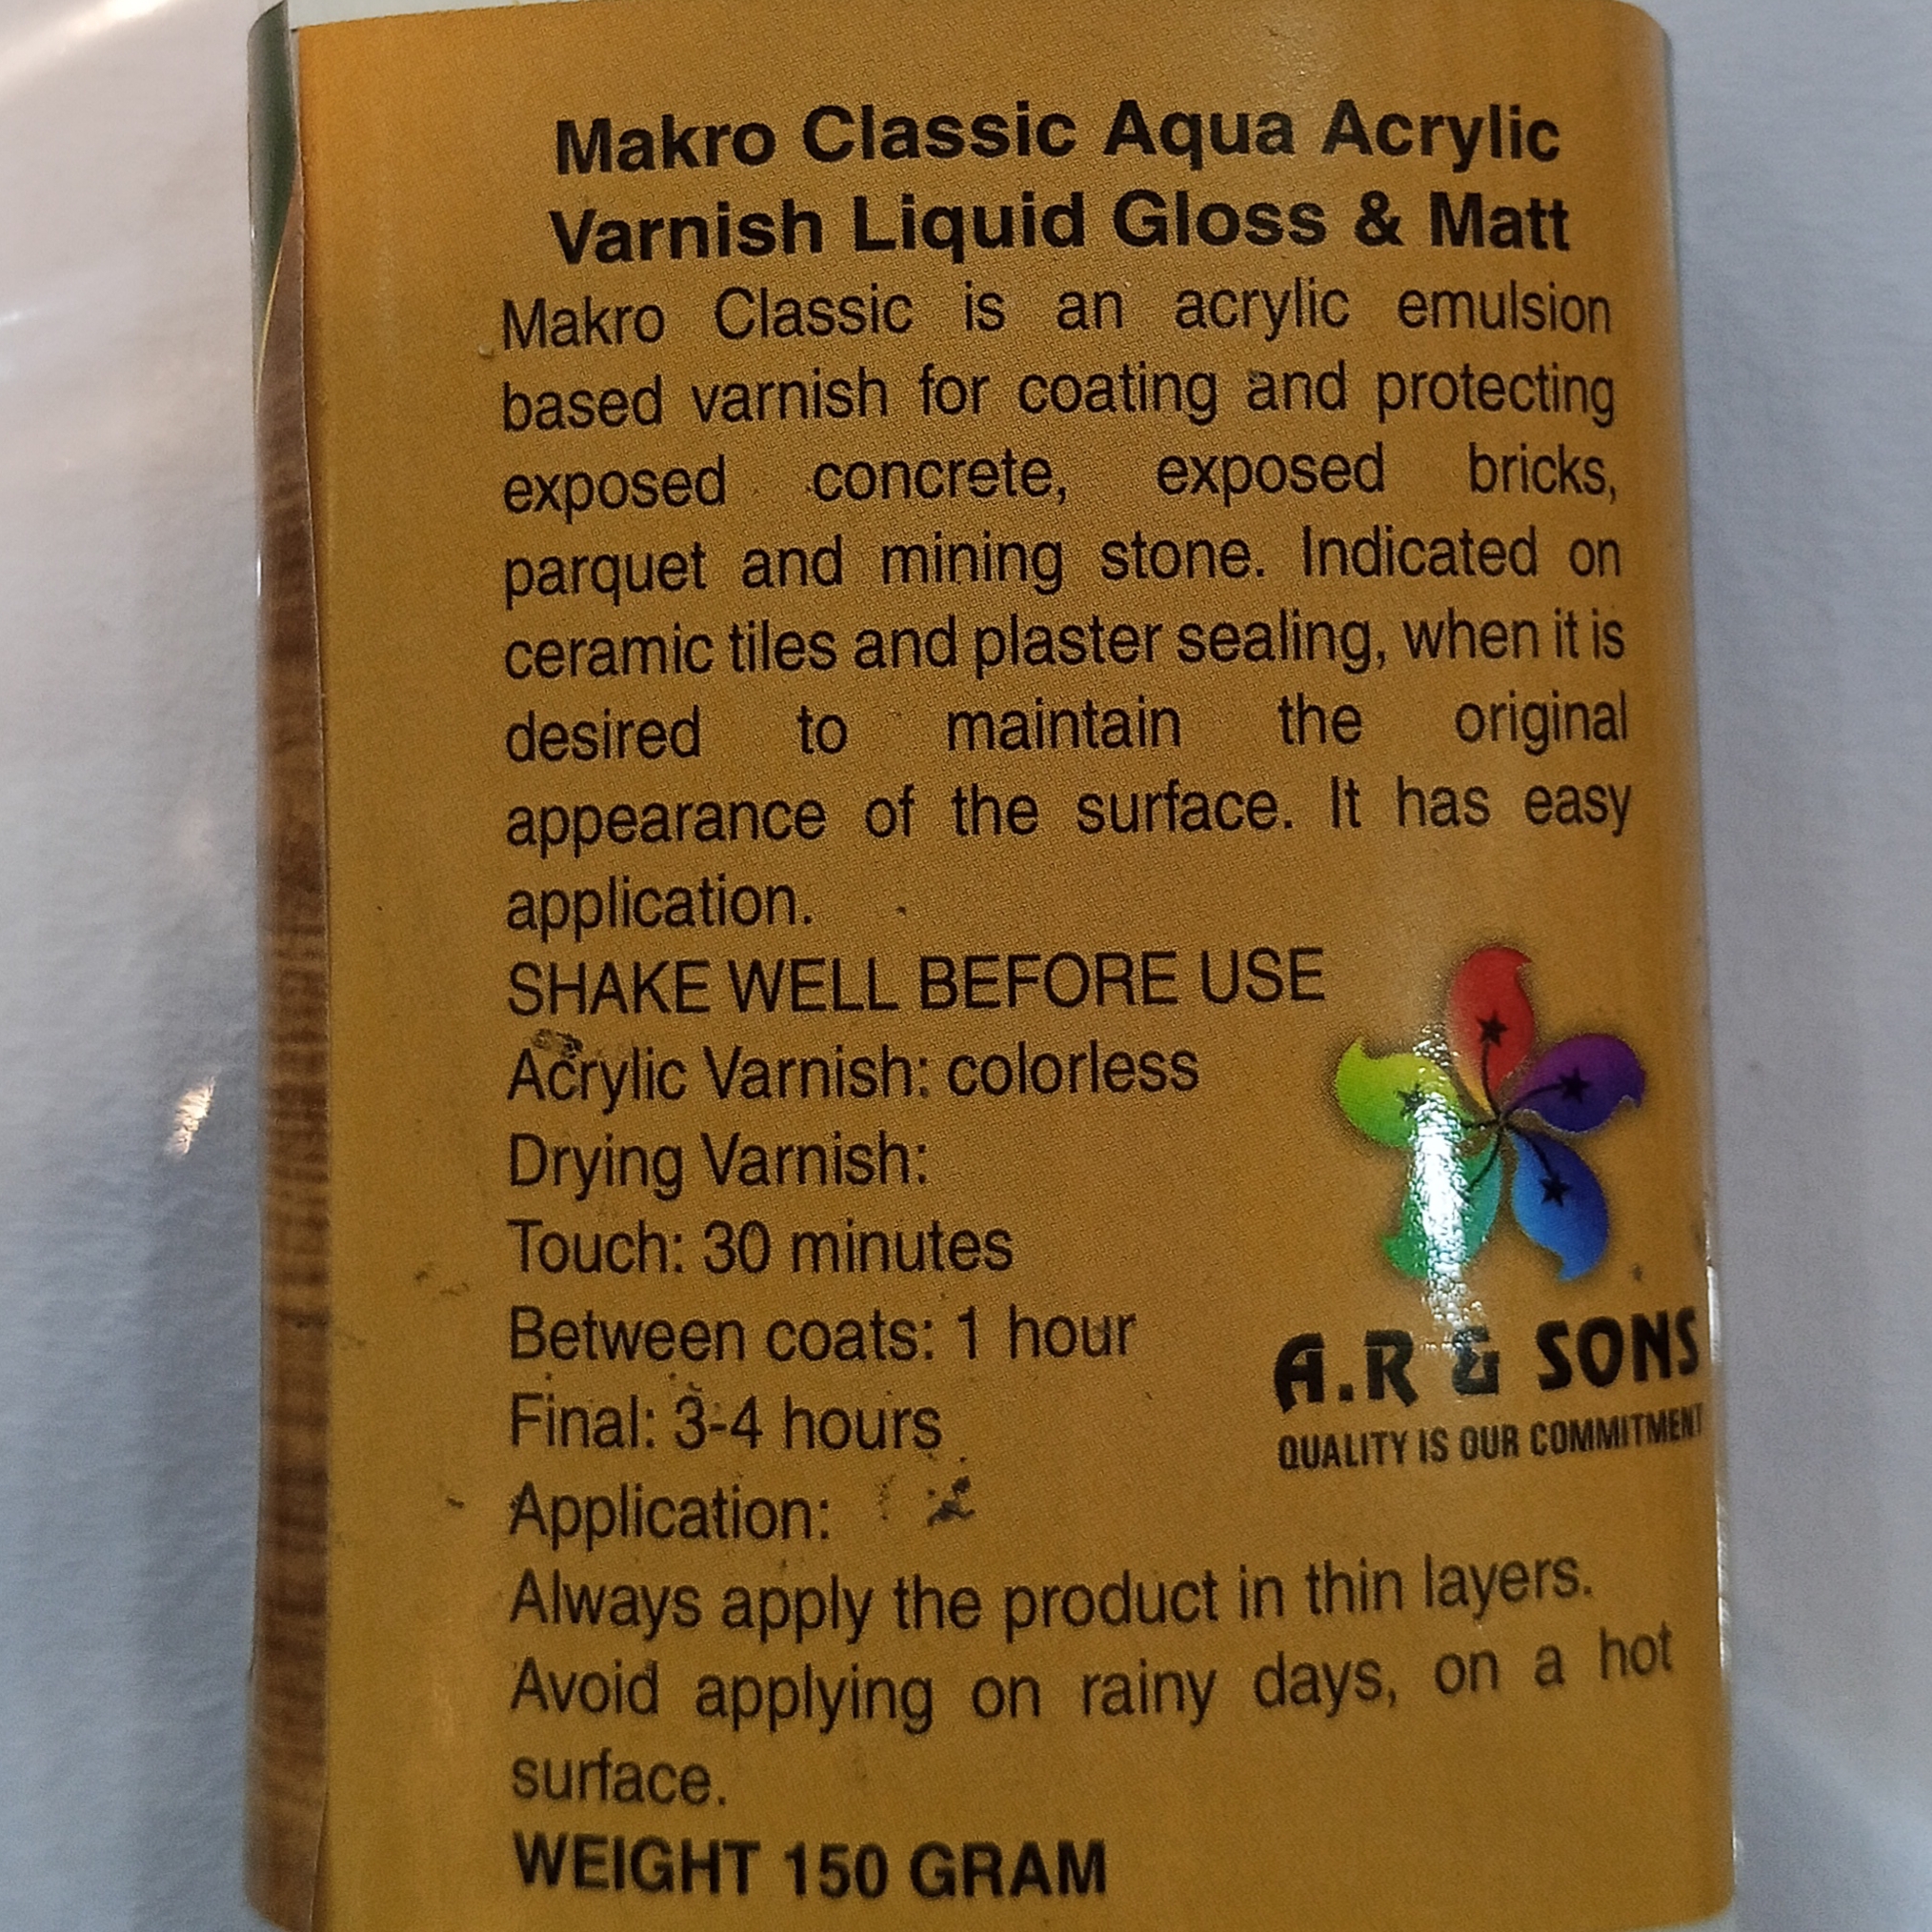 Makro Classic Aqua Acrylic
Varnish Liquid Gloss & Matt
Makro Classic is an acrylic emulsion
based varnish for coating and protecting
exposed concrete, exposed bricks,
parquet and mining stone. Indicated on
ceramic tiles and plaster sealing, when it is
desired to maintain the original
appearance of the surface. It has easy
application.
SHAKE WELL BEFORE USE
Acrylic Varnish: colorless
Drying Varnish:
Touch: 30 minutes
Between coats: 1 hour
Final: 3-4 hours
A.R & SONS
QUALITY IS OUR COMMITMENT
Application:
Always apply the product in thin layers.
Avoid applying on rainy days, on a hot
surface.
WEIGHT 150 GRAM